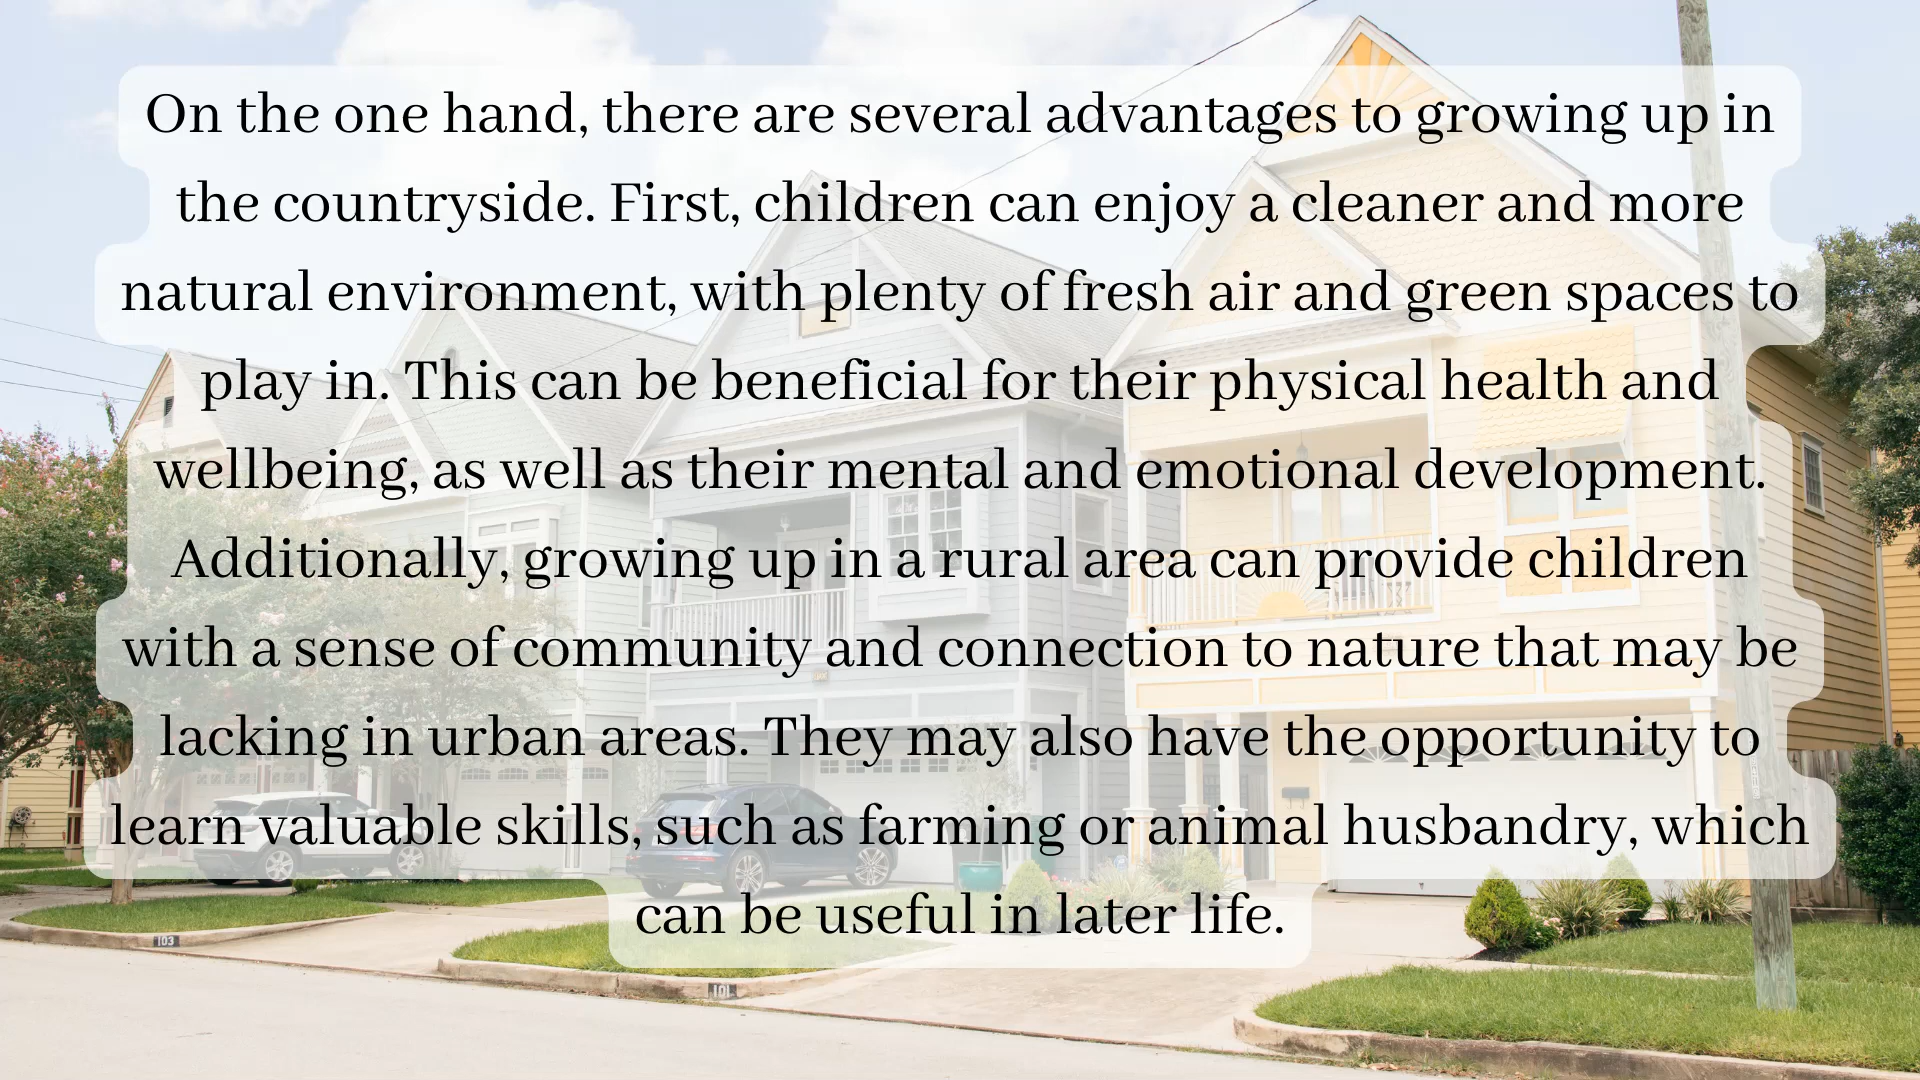 On the one hand, there are several advantages to growing up in
the countryside. First, children can enjoy a cleaner and more
natural environment, with plenty of fresh air and green spaces to
play in. This can be beneficial for their physical health and
wellbeing, as well as their mental and emotional development.
Additionally, growing up in a rural area can provide children
with a sense of community and connection to nature that may be
lacking in urban areas. They may also have the opportunity to
learn valuable skills, such as farming or animal husbandry, which
can be useful in later life.
103
101